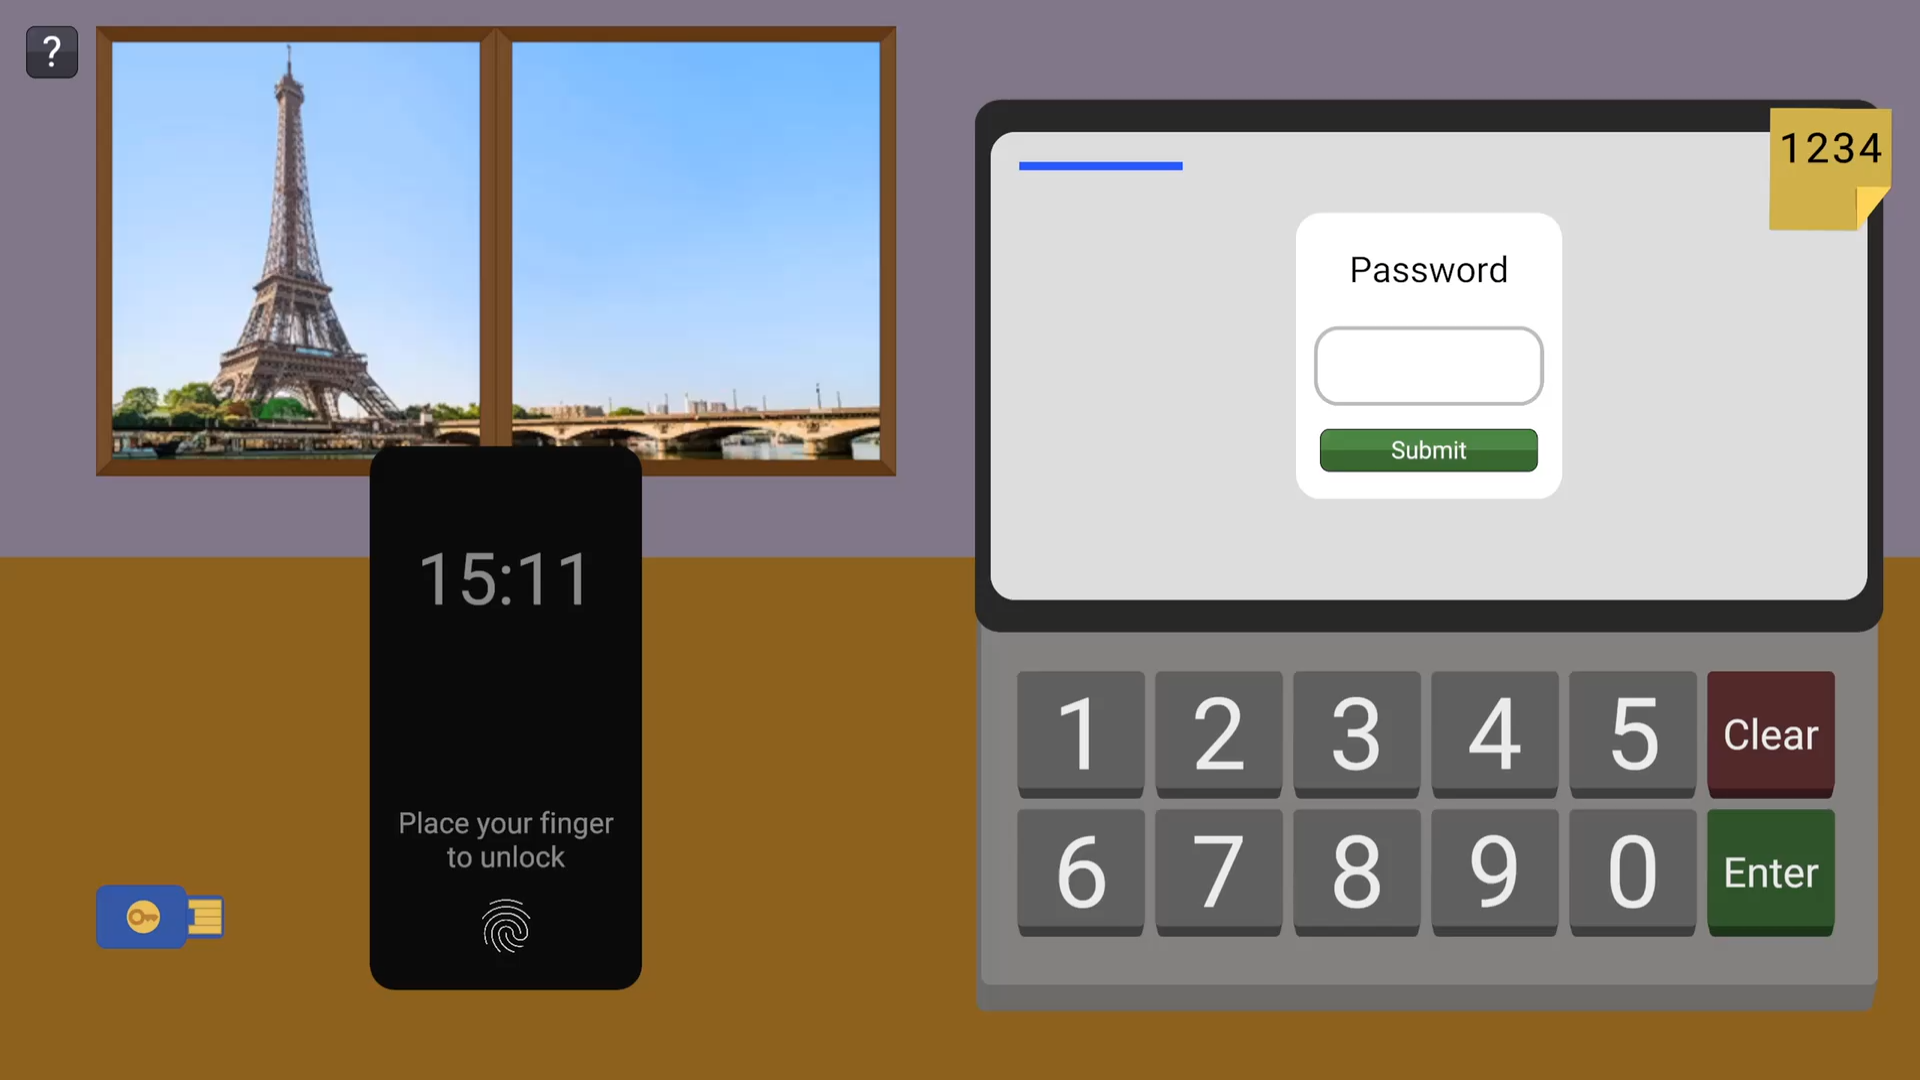 ?
1234
Password
Submit
15:11
Place your finger
to unlock
1 2 3 4 5 Clear
6 7 8 9 0 Enter